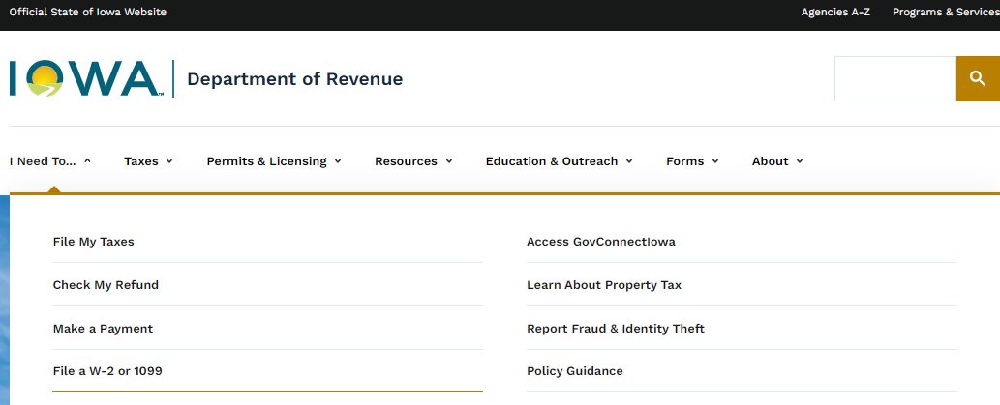 Official State of Iowa Website
Agencies A-Z Programs & Services
IOWA Department of Revenue
I Need To... Taxes Permits & Licensing Resources Education & Outreach Forms About
File My Taxes Access GovConnectIowa
Check My Refund Learn About Property Tax
Make a Payment Report Fraud & Identity Theft
File a W-2 or 1099 Policy Guidance